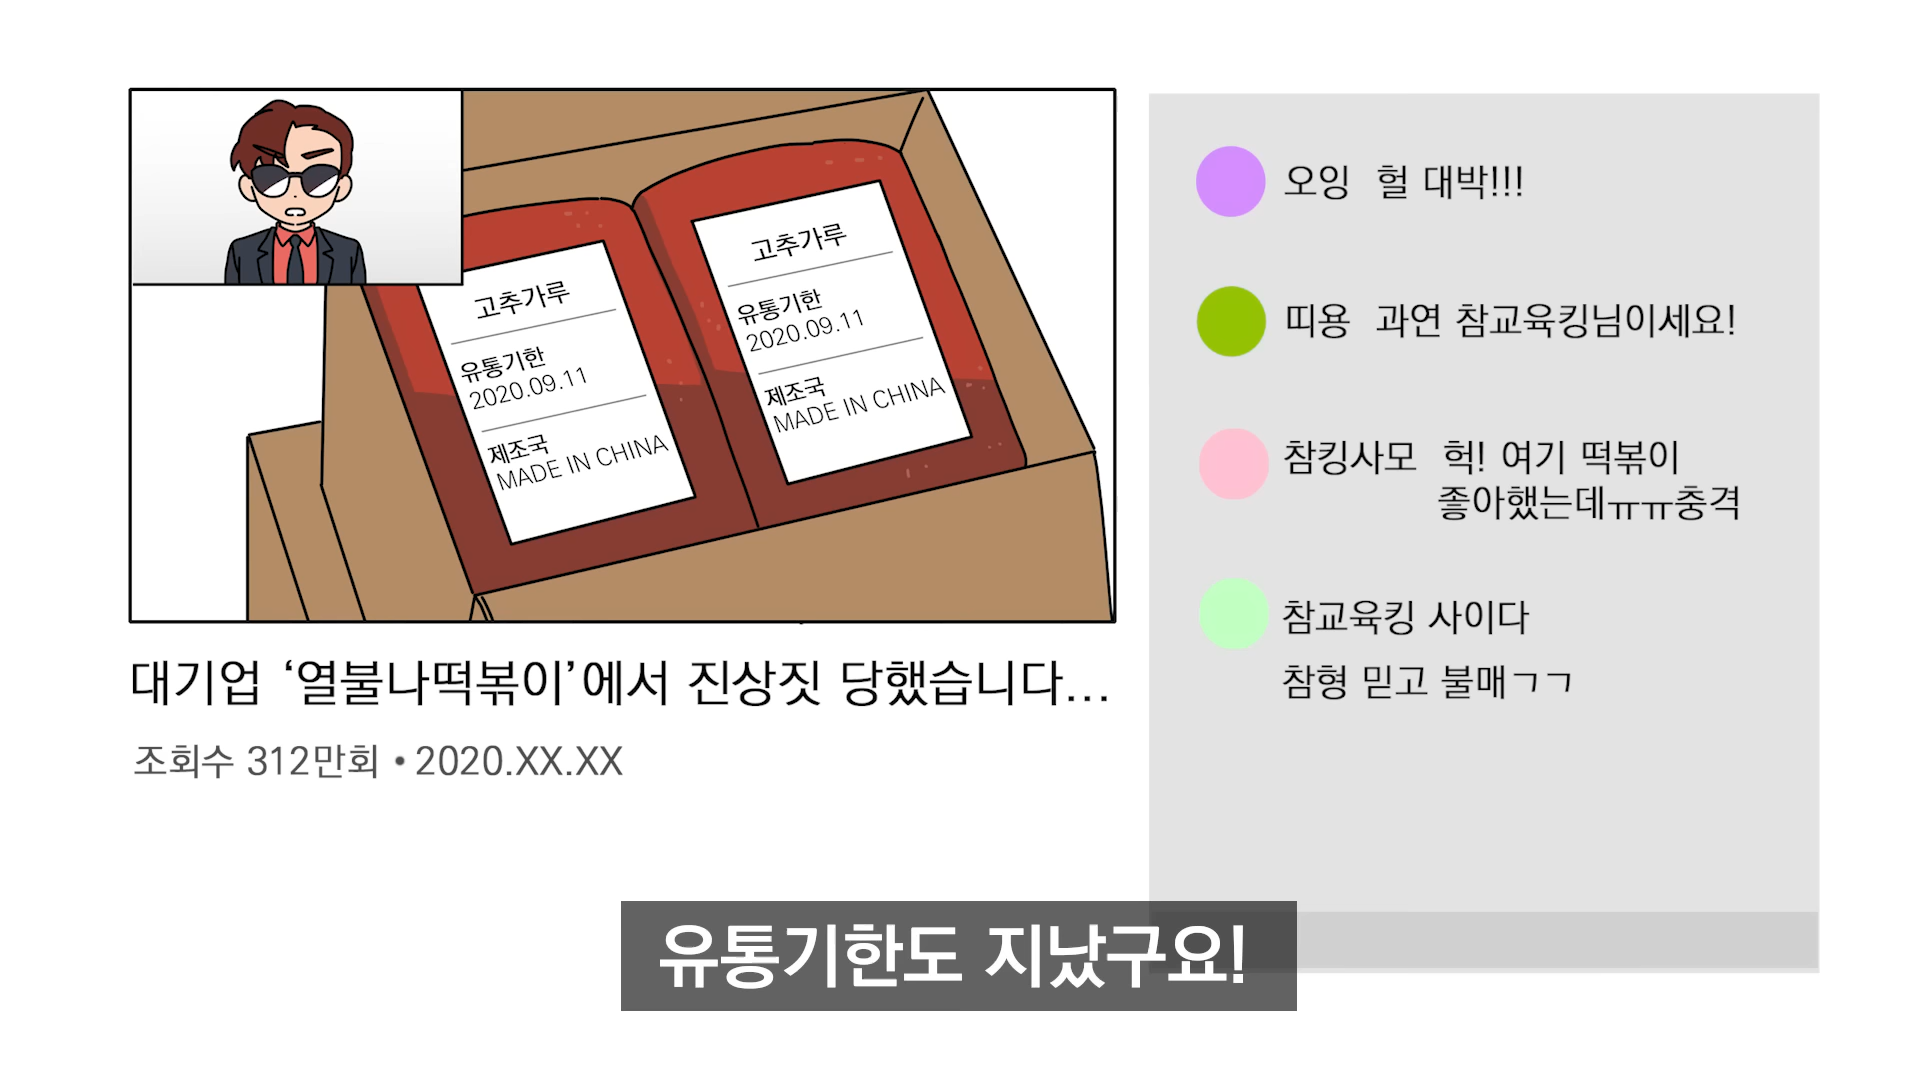 고추가루
유통기한
2020.09.11
제조국
MADE IN CHINA
고추가루
유통기한
2020.09.11
제조국
MADE IN CHINA
대기업 ‘열불나떡볶이’에서 진상짓 당했습니다...
조회수 312만회 • 2020.XX.XX
오잉 헐 대박!!!
띠용 과연 참교육킹님이세요!
참킹사모 헉! 여기 떡볶이
좋아했는데ㅠㅠ충격
참교육킹 사이다
참형 믿고 불매ㄱㄱ
유통기한도 지났구요!